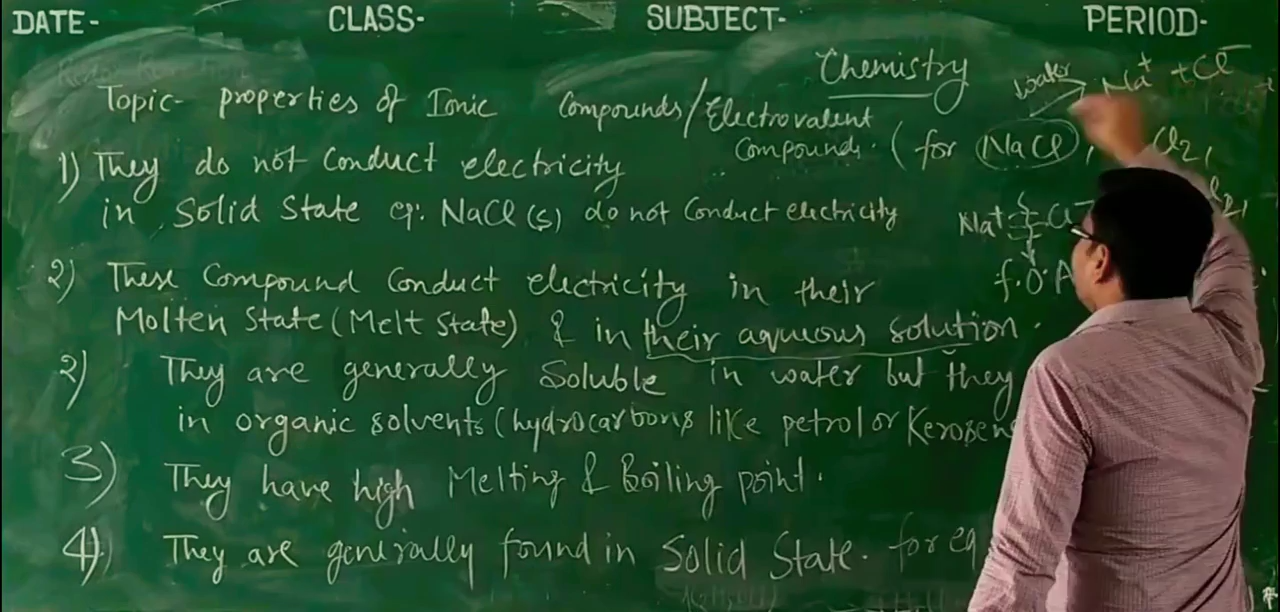 DATE- CLASS- SUBJECT- PERIOD-
Chemistry
water Na⁺ + Cl⁻
Topic- properties of Ionic Compounds/Electrovalent
Compounds. (for NaCl),
1) They do not Conduct electricity
in Solid State eg: NaCl(s) do not Conduct electricity
Na⁺
f.O.A
2) These Compound Conduct electricity in their
Molten State (Melt State) & in their aqueous solution.
2) They are generally Soluble in water but they
in organic solvents (hydrocarbons like petrol or Kerosen
3) They have high Melting & Boiling point.
4) They are generally found in Solid State. for eg